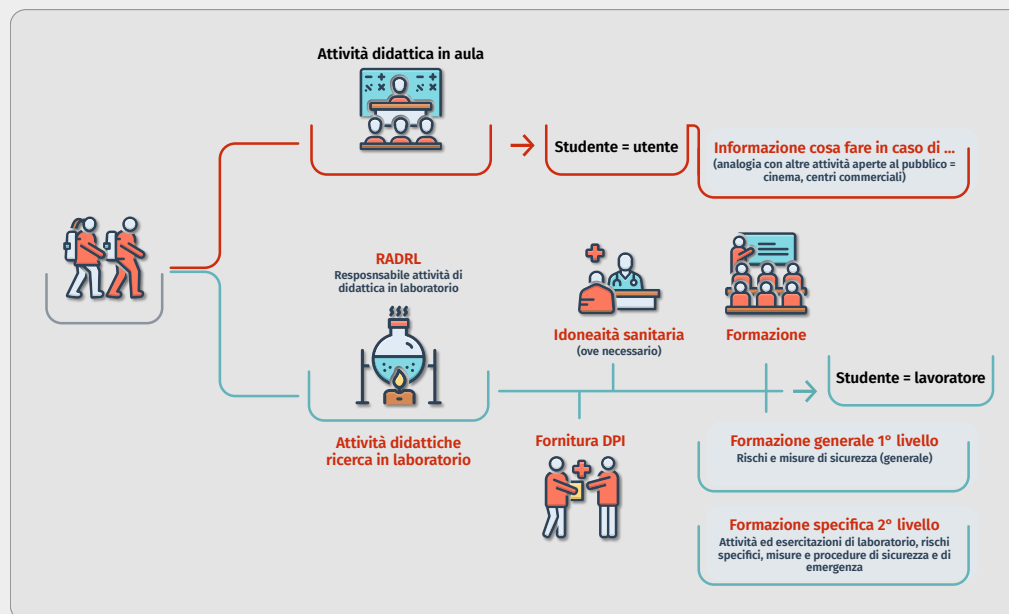 Attività didattica in aula
Studente = utente
Informazione cosa fare in caso di ...
(analogia con altre attività aperte al pubblico =
cinema, centri commerciali)
RADRL
Resposnsabile attività di
didattica in laboratorio
Attività didattiche
ricerca in laboratorio
Idoneaità sanitaria
(ove necessario)
Formazione
Studente = lavoratore
Fornitura DPI
Formazione generale 1° livello
Rischi e misure di sicurezza (generale)
Formazione specifica 2° livello
Attività ed esercitazioni di laboratorio, rischi
specifici, misure e procedure di sicurezza e di
emergenza